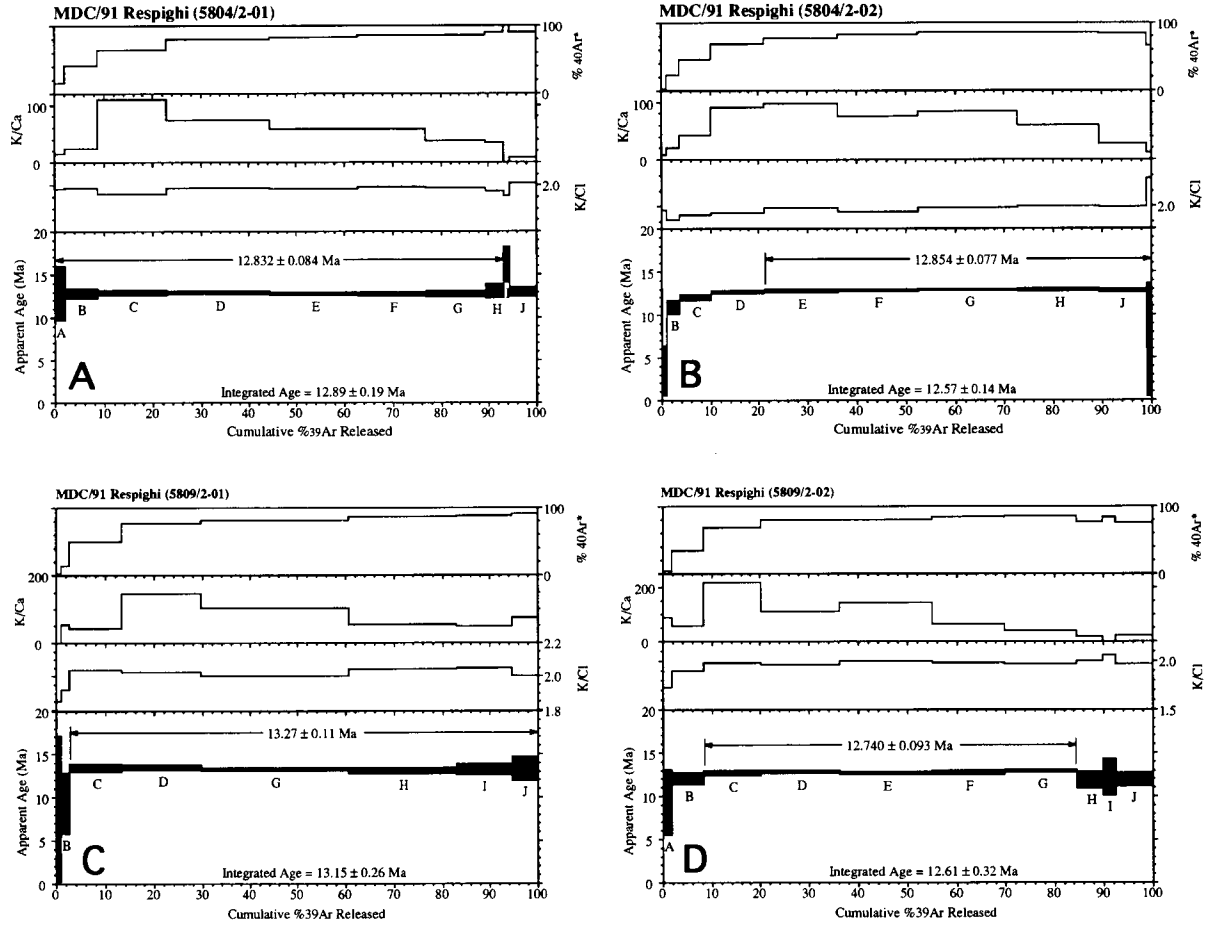 MDC/91 Respighi (5804/2-01)
100
% 40Ar*
0
100
K/Ca
0
2.0
K/Cl
20
12.832 ± 0.084 Ma
15
Apparent Age (Ma)
10
5
0
A B C D E F G H J
A
Integrated Age = 12.89 ± 0.19 Ma
0 10 20 30 40 50 60 70 80 90 100
Cumulative %39Ar Released
MDC/91 Respighi (5804/2-02)
100
% 40Ar*
0
100
K/Ca
0
2.0
K/Cl
20
12.854 ± 0.077 Ma
15
Apparent Age (Ma)
10
5
0
B C D E F G H J
B
Integrated Age = 12.57 ± 0.14 Ma
0 10 20 30 40 50 60 70 80 90 100
Cumulative %39Ar Released
MDC/91 Respighi (5809/2-01)
100
% 40Ar*
0
200
K/Ca
0
2.2
2.0
K/Cl
1.8
20
13.27 ± 0.11 Ma
15
Apparent Age (Ma)
10
5
0
B C D G H I J
C
Integrated Age = 13.15 ± 0.26 Ma
0 10 20 30 40 50 60 70 80 90 100
Cumulative %39Ar Released
MDC/91 Respighi (5809/2-02)
100
% 40Ar*
0
200
100
K/Ca
0
2.0
K/Cl
1.5
20
12.740 ± 0.093 Ma
15
Apparent Age (Ma)
10
5
0
A B C D E F G H I J
D
Integrated Age = 12.61 ± 0.32 Ma
0 10 20 30 40 50 60 70 80 90 100
Cumulative %39Ar Released